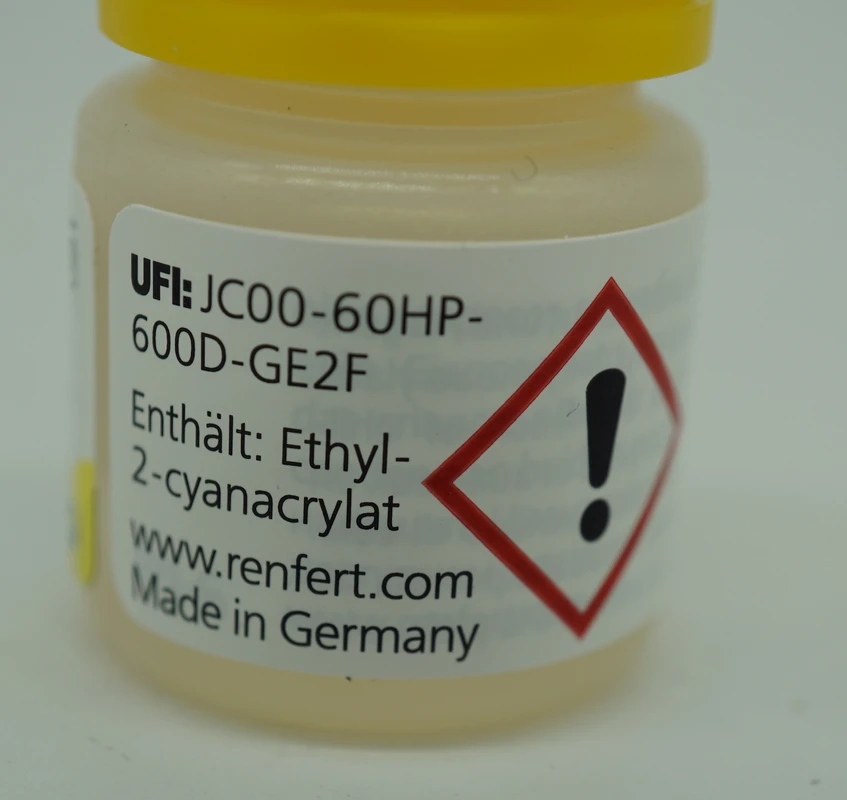 UFI: JC00-60HP-
600D-GE2F
Enthält: Ethyl-
2-cyanacrylat
www.renfert.com
Made in Germany